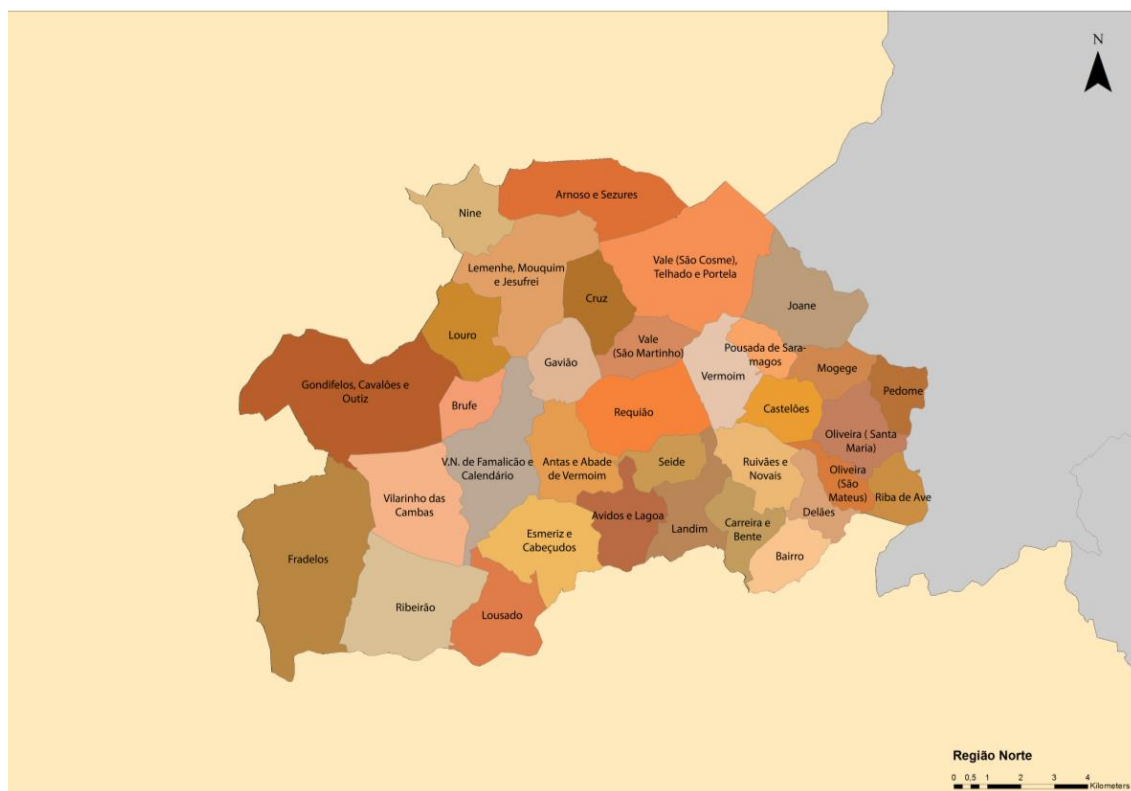 N
Arnoso e Sezures
Nine
Vale (São Cosme),
Telhado e Portela
Lemenhe, Mouquim
e Jesufrei
Cruz
Joane
Louro
Vale
(São Martinho)
Pousada de Sara-
magos
Gavião
Mogege
Vermoim
Gondifelos, Cavalões e
Outiz
Pedome
Brufe
Requião
Castelões
Oliveira ( Santa
Maria)
V.N. de Famalicão e
Calendário
Antas e Abade
de Vermoim
Seide
Ruivães e
Novais
Oliveira
(São
Mateus)
Riba de Ave
Vilarinho das
Cambas
Avidos e Lagoa
Delães
Landim
Carreira e
Bente
Esmeriz e
Cabeçudos
Bairro
Fradelos
Ribeirão
Lousado
Região Norte
0 0,5 1 2 3 4
Kilometers